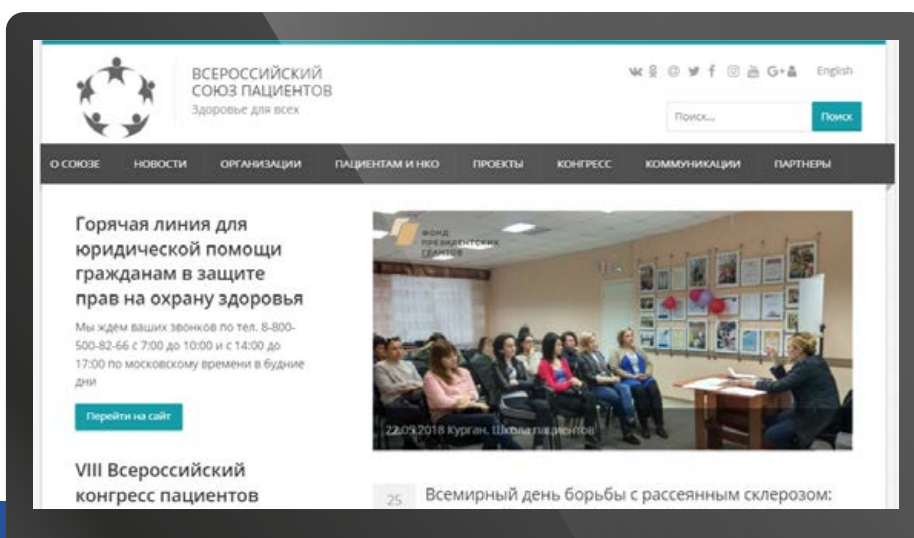 ВСЕРОССИЙСКИЙ
СОЮЗ ПАЦИЕНТОВ
Здоровье для всех
English
Поиск...
Поиск
О СОЮЗЕ НОВОСТИ ОРГАНИЗАЦИИ ПАЦИЕНТАМ И НКО ПРОЕКТЫ КОНГРЕСС КОММУНИКАЦИИ ПАРТНЕРЫ
Горячая линия для
юридической помощи
гражданам в защите
прав на охрану здоровья
Мы ждем ваших звонков по тел. 8-800-
500-82-66 с 7:00 до 10:00 и с 14:00 до
17:00 по московскому времени в будние
дни
Перейти на сайт
VIII Всероссийский
конгресс пациентов
ФОНД
ПРЕЗИДЕНТСКИХ
ГРАНТОВ
22.05.2018 Курган. Школа пациентов
25
Всемирный день борьбы с рассеянным склерозом: